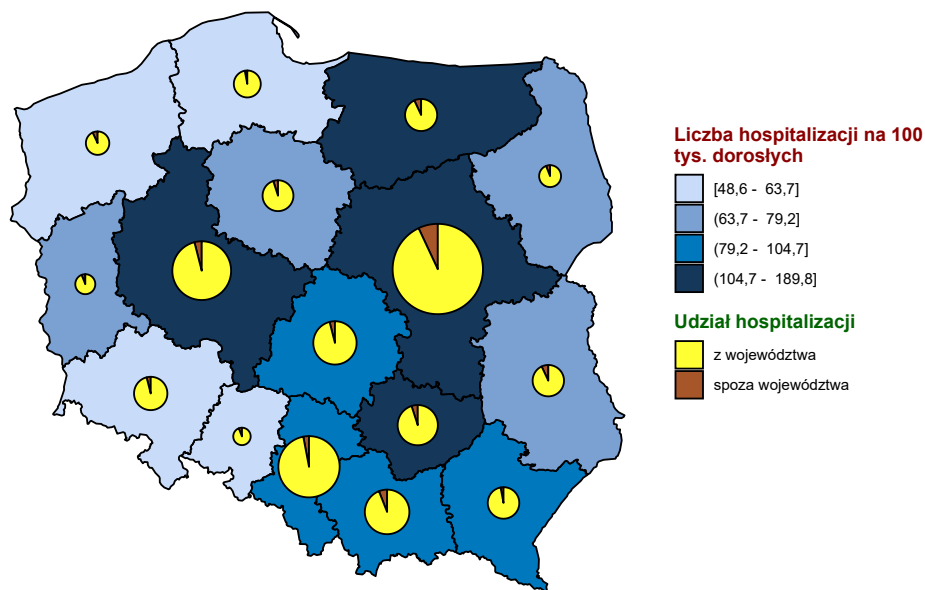 Liczba hospitalizacji na 100
tys. dorosłych
[48,6 - 63,7]
(63,7 - 79,2]
(79,2 - 104,7]
(104,7 - 189,8]
Udział hospitalizacji
z województwa
spoza województwa